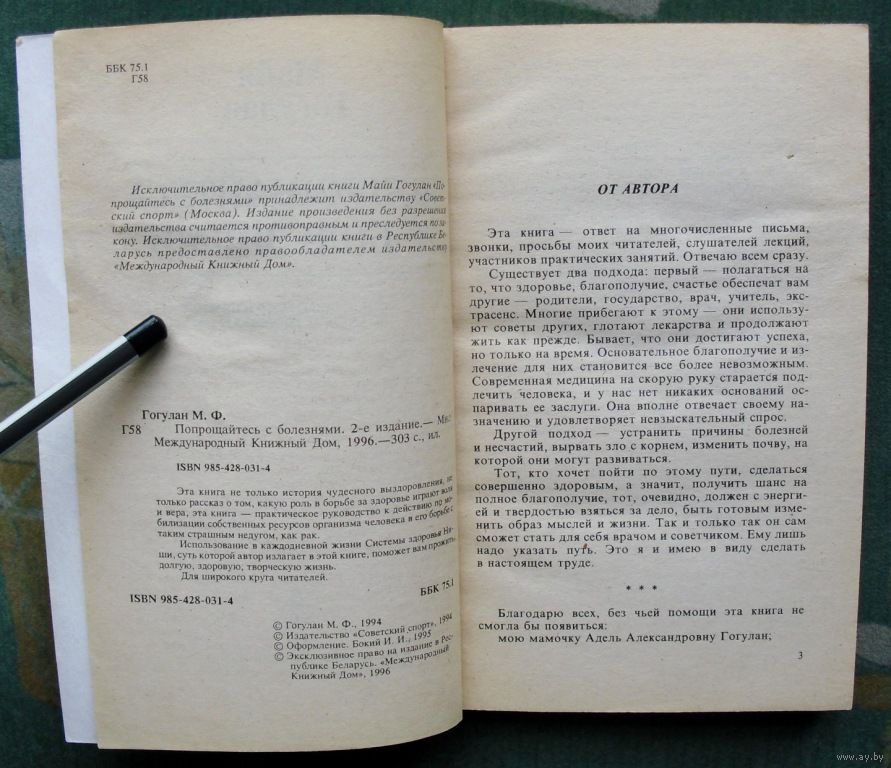 ББК 75.1
Г58
Исключительное право публикации книги Майи Гогулан «По-
прощайтесь с болезнями» принадлежит издательству «Совет-
ский спорт» (Москва). Издание произведения без разрешения
издательства считается противоправным и преследуется по за-
кону. Исключительное право публикации книги в Республике Бе-
ларусь предоставлено правообладателем издательству
«Международный Книжный Дом».
Гогулан М. Ф.
Г58 Попрощайтесь с болезнями. 2-е издание.— Мн.:
Международный Книжный Дом, 1996.—303 с., ил.
ISBN 985-428-031-4
Эта книга не только история чудесного выздоровления, не
только рассказ о том, какую роль в борьбе за здоровье играют воля
и вера, эта книга — практическое руководство к действию по мо-
билизации собственных ресурсов организма человека в его борьбе с
таким страшным недугом, как рак.
Использование в каждодневной жизни Системы здоровья Ни-
ши, суть которой автор излагает в этой книге, поможет вам прожить
долгую, здоровую, творческую жизнь.
Для широкого круга читателей.
ISBN 985-428-031-4
ББК 75.1
© Гогулан М. Ф., 1994
© Издательство «Советский спорт», 1994
© Оформление. Бокий И. И., 1995
© Эксклюзивное право на издание в Рес-
публике Беларусь. «Международный
Книжный Дом», 1996
ОТ АВТОРА
Эта книга — ответ на многочисленные письма,
звонки, просьбы моих читателей, слушателей лекций,
участников практических занятий. Отвечаю всем сразу.
Существует два подхода: первый — полагаться на
то, что здоровье, благополучие, счастье обеспечат вам
другие — родители, государство, врач, учитель, экс-
трасенс. Многие прибегают к этому — они использу-
ют советы других, глотают лекарства и продолжают
жить как прежде. Бывает, что они достигают успеха,
но только на время. Основательное благополучие и из-
лечение для них становится все более невозможным.
Современная медицина на скорую руку старается под-
лечить человека, и у нас нет никаких оснований ос-
паривать ее заслуги. Она вполне отвечает своему на-
значению и удовлетворяет невзыскательный спрос.
Другой подход — устранить причины болезней
и несчастий, вырвать зло с корнем, изменить почву, на
которой они могут развиваться.
Тот, кто хочет пойти по этому пути, сделаться
совершенно здоровым, а значит, получить шанс на
полное благополучие, тот, очевидно, должен с энерги-
ей и твердостью взяться за дело, быть готовым изме-
нить образ мыслей и жизни. Так и только так он сам
сможет стать для себя врачом и советчиком. Ему лишь
надо указать путь. Это я и имею в виду сделать
в настоящем труде.
* * *
Благодарю всех, без чьей помощи эта книга не
смогла бы появиться:
мою мамочку Адель Александровну Гогулан;
3
www.ay.by